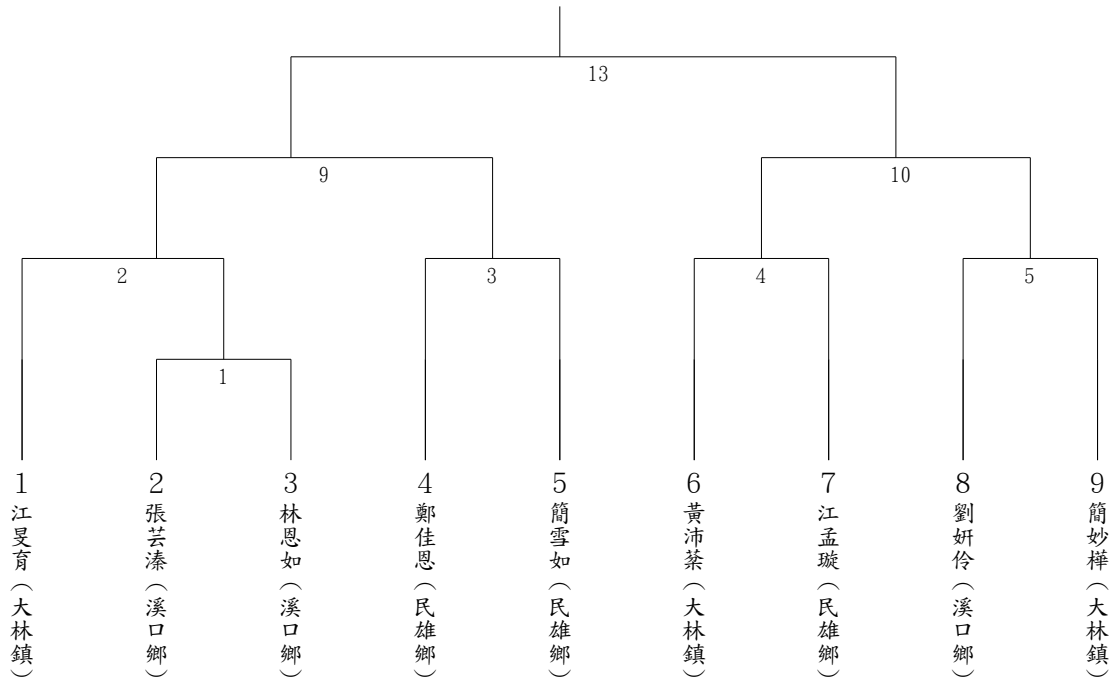 13
9
10
2
3
4
5
1
1
江旻育（大林鎮）
2
張芸溱（溪口鄉）
3
林恩如（溪口鄉）
4
鄭佳恩（民雄鄉）
5
簡雪如（民雄鄉）
6
黃沛棻（大林鎮）
7
江孟璇（民雄鄉）
8
劉妍伶（溪口鄉）
9
簡妙樺（大林鎮）